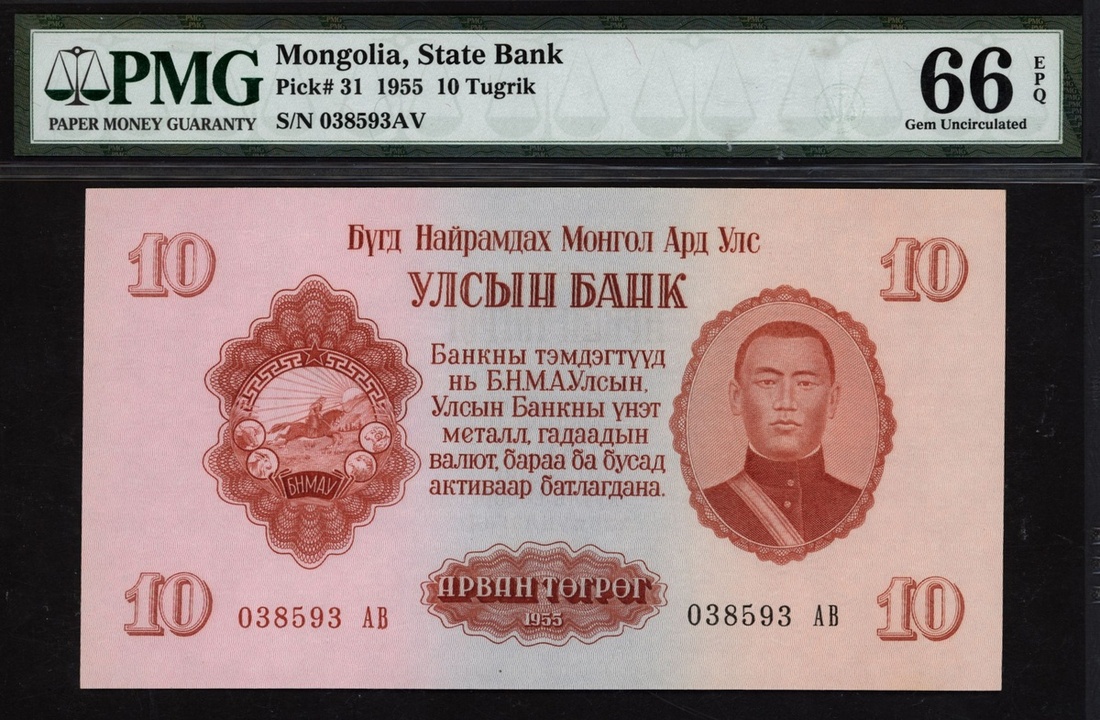 PMG
PAPER MONEY GUARANTY
Mongolia, State Bank
Pick# 31 1955 10 Tugrik
S/N 038593AV
66
EPQ
Gem Uncirculated
10
10
Бүгд Найрамдах Монгол Ард Улс
УЛСЫН БАНК
Банкны тэмдэгтүүд
нь Б.Н.М.А.Улсын,
Улсын Банкны үнэт
металл, гадаадын
валют, бараа ба бусад
активаар батлагдана.
БНМАУ
АРВАН ТӨГРӨГ
1955
10
038593 АВ
038593 АВ
10